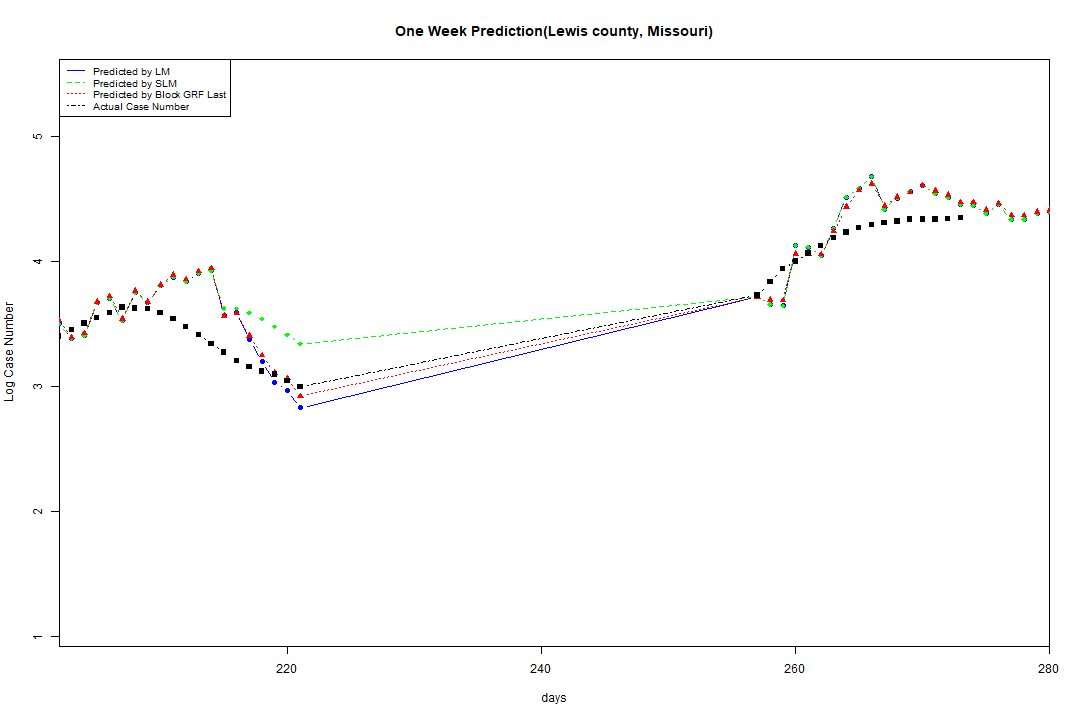 One Week Prediction(Lewis county, Missouri)
Predicted by LM
Predicted by SLM
Predicted by Block GRF Last
Actual Case Number
5
4
3
2
1
Log Case Number
220 240 260 280
days